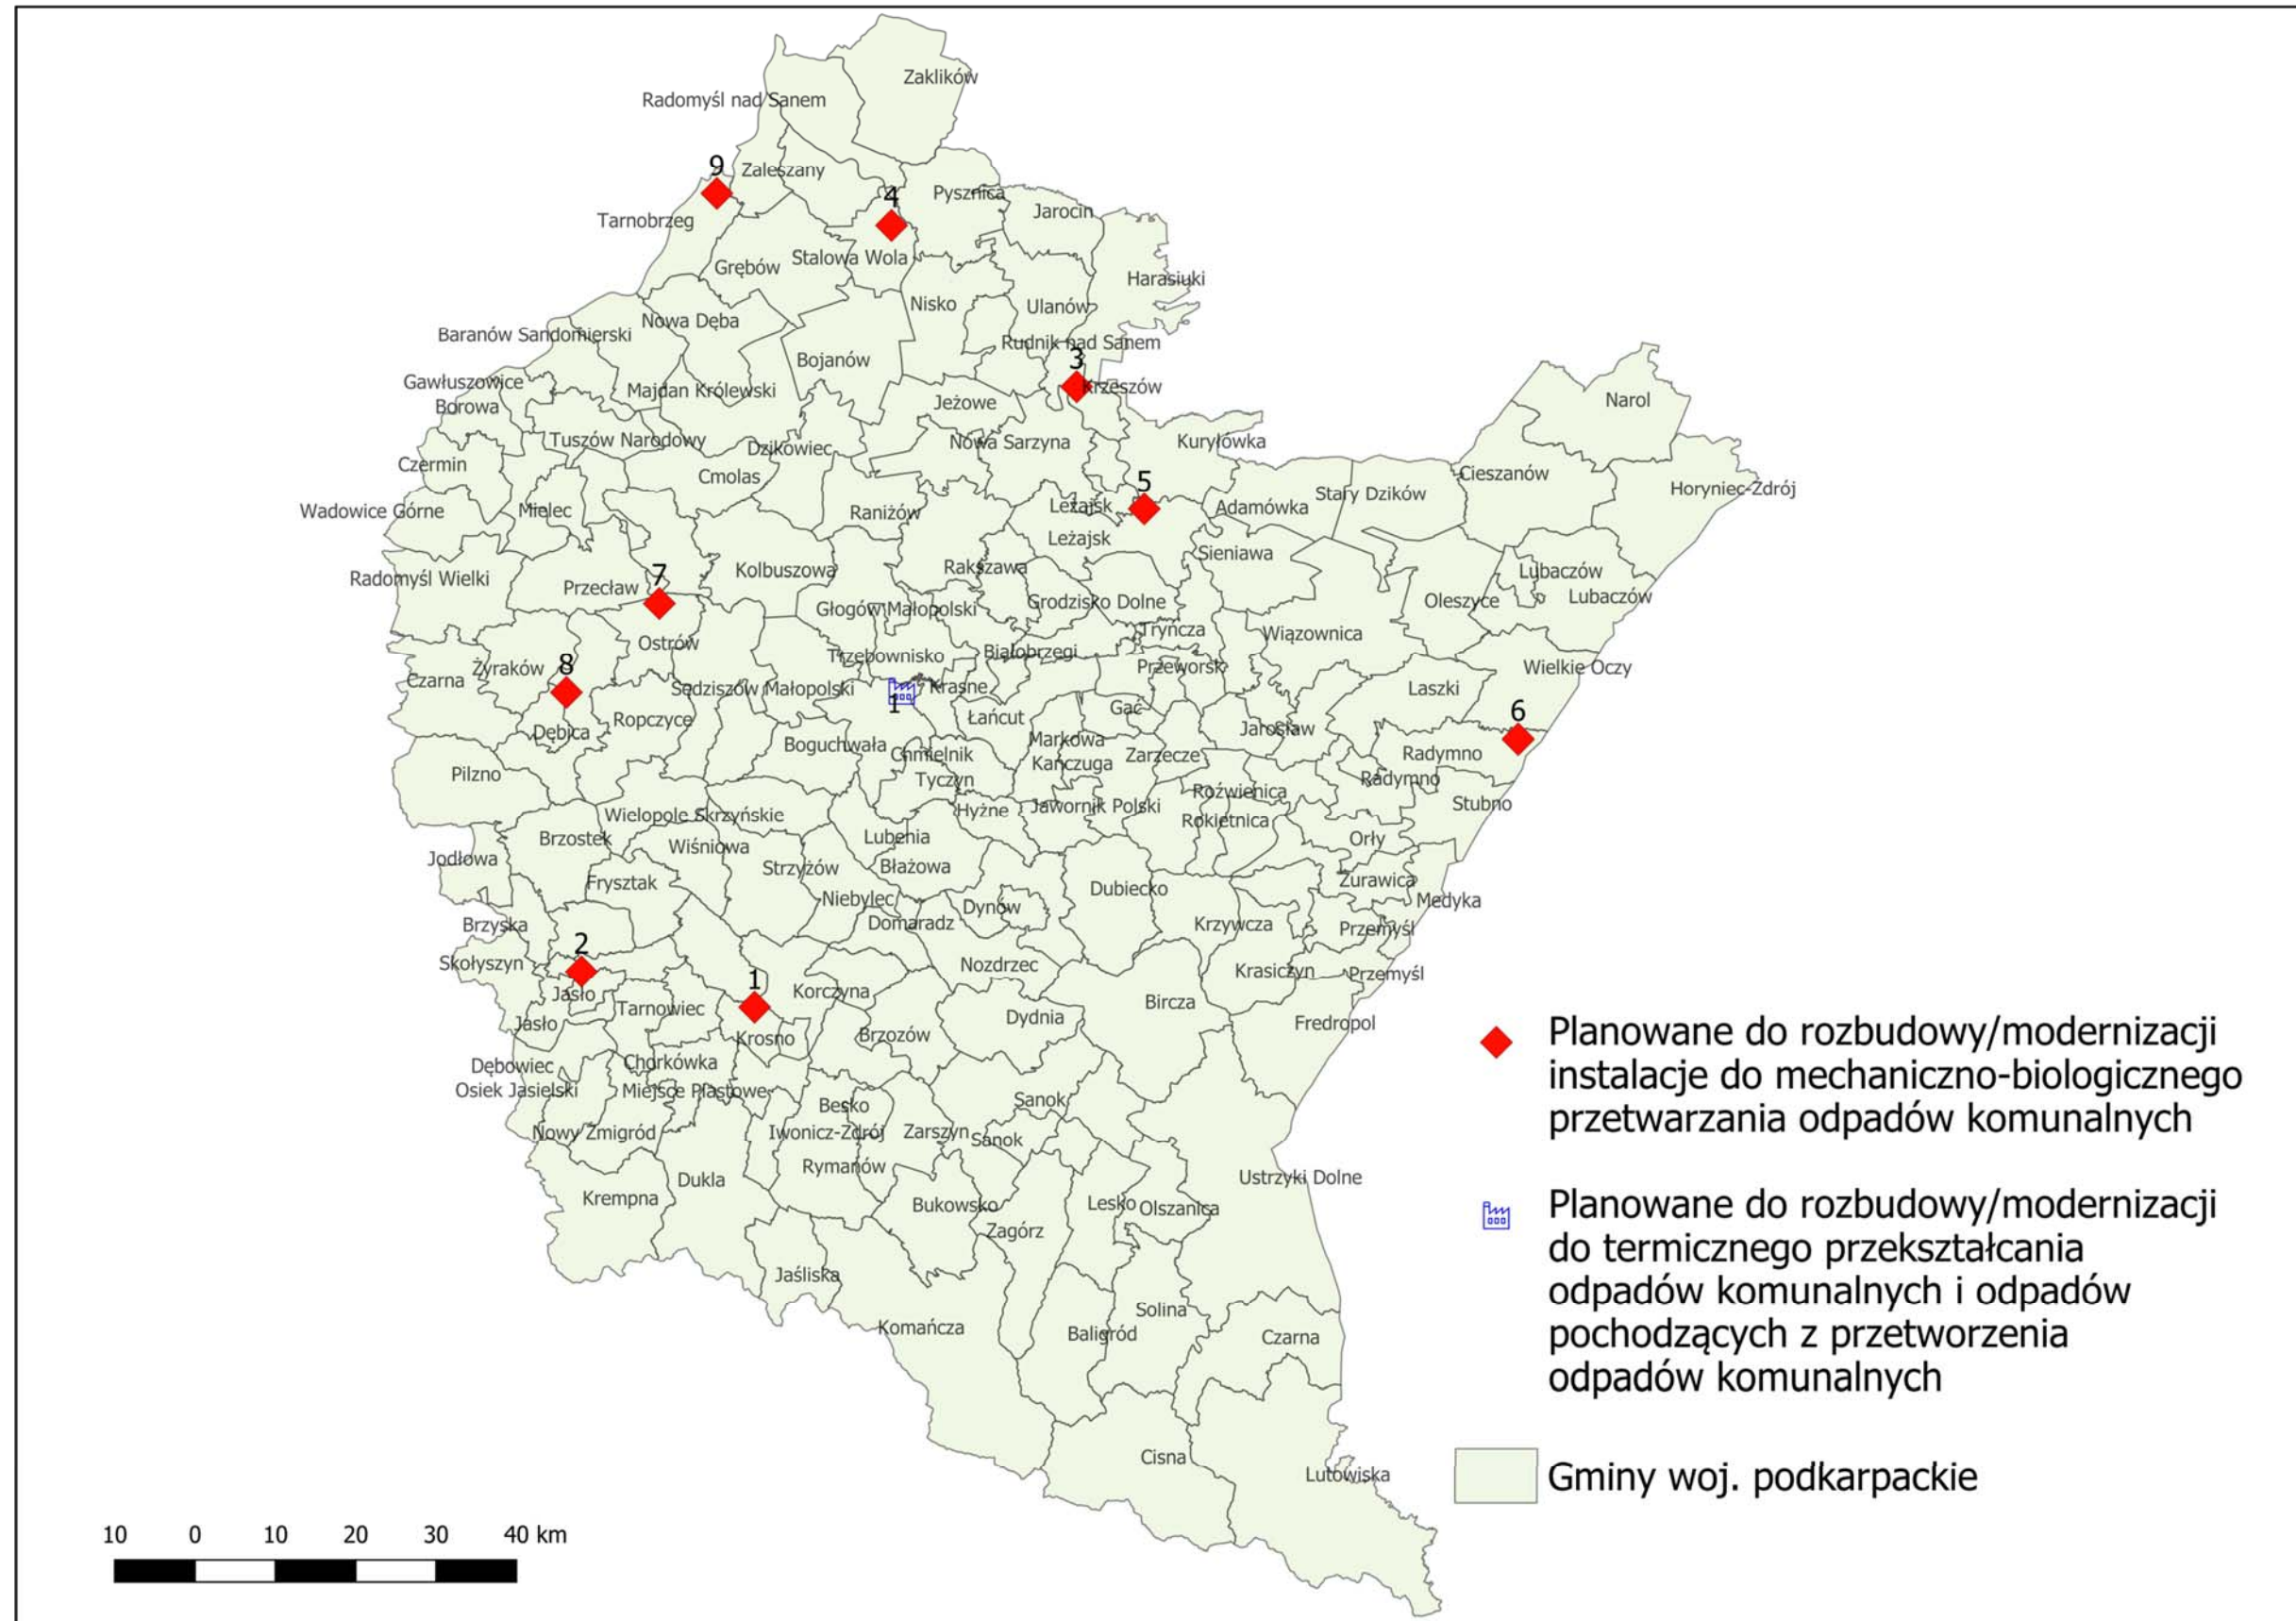 Zaklików
Radomyśl nad Sanem
9
Zaleszany
4
Pysznica
Jarocin
Tarnobrzeg
Stalowa Wola
Grębów
Harasiuki
Nisko
Ulanów
Nowa Dęba
Baranów Sandomierski
Rudnik nad Sanem
3
Bojanów
Gawłuszowice
Majdan Królewski
Krzeszów
Borowa
Jeżowe
Narol
Tuszów Narodowy
Dzikowiec
Nowa Sarzyna
Kuryłówka
Czermin
Cmolas
5
Cieszanów
Horyniec-Zdrój
Stary Dzików
Wadowice Górne
Mielec
Raniżów
Leżajsk
Adamówka
Leżajsk
Sieniawa
Radomyśl Wielki
Przecław
7
Kolbuszowa
Rakszawa
Lubaczów
Lubaczów
Głogów Małopolski
Grodzisko Dolne
Oleszyce
Ostrów
Tryńcza
Wiązownica
Żyraków
8
Trzebownisko
Białobrzegi
Przeworsk
Wielkie Oczy
Czarna
Sędziszów Małopolski
1
Krasne
Laszki
Ropczyce
Łańcut
Gać
6
Dębica
Boguchwała
Chmielnik
Markowa
Zarzecze
Jarosław
Radymno
Pilzno
Tyczyn
Kańczuga
Radymno
Wielopole Skrzyńskie
Hyżne
Jawornik Polski
Roźwienica
Stubno
Brzostek
Wiśniowa
Lubenia
Rokietnica
Orły
Jodłowa
Strzyżów
Błażowa
Frysztak
Dubiecko
Żurawica
Niebylec
Dynów
Medyka
Brzyska
Domaradz
Krzywcza
Przemyśl
2
Skołyszyn
Nozdrzec
Krasiczyn
Przemyśl
Jasło
1
Korczyna
Tarnowiec
Bircza
Jasło
Krosno
Brzozów
Dydnia
Fredropol
Dębowiec
Chorkówka
Osiek Jasielski
Miejsce Piastowe
Besko
Sanok
Nowy Żmigród
Iwonicz-Zdrój
Zarszyn
Sanok
Dukla
Rymanów
Ustrzyki Dolne
Krempna
Bukowsko
Lesko
Olszanica
Zagórz
Jaśliska
Solina
Komańcza
Baligród
Czarna
Cisna
Lutowiska
Planowane do rozbudowy/modernizacji
instalacje do mechaniczno-biologicznego
przetwarzania odpadów komunalnych
Planowane do rozbudowy/modernizacji
do termicznego przekształcania
odpadów komunalnych i odpadów
pochodzących z przetworzenia
odpadów komunalnych
Gminy woj. podkarpackie
10 0 10 20 30 40 km